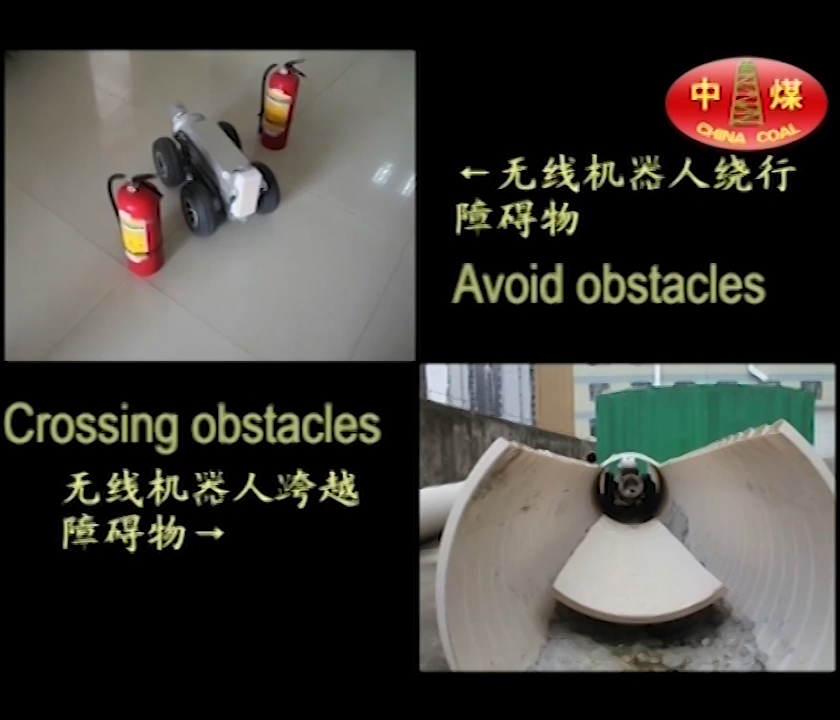 中 煤
CHINA COAL
←无线机器人绕行
障碍物
Avoid obstacles
Crossing obstacles
无线机器人跨越
障碍物→